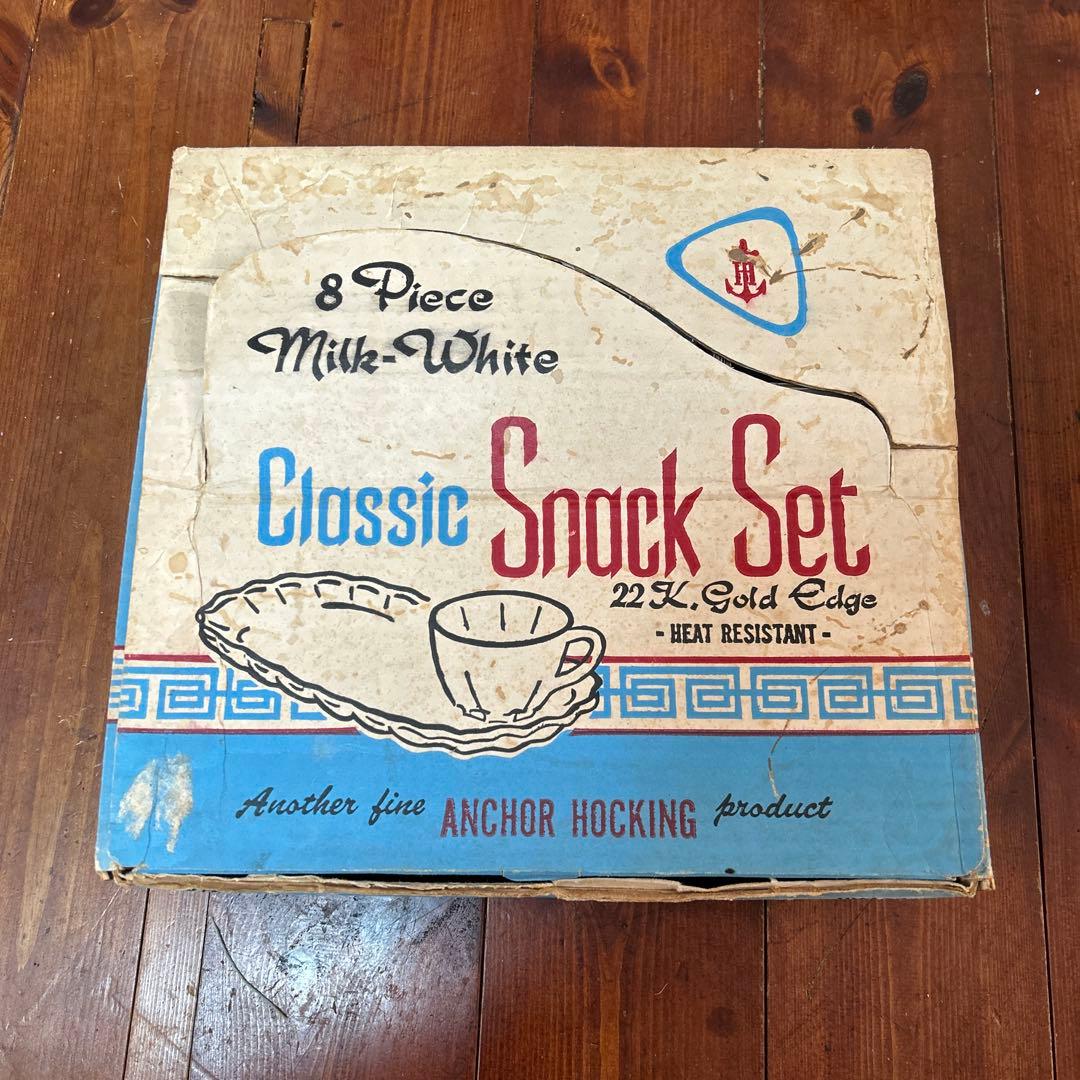 8 Piece
Milk-White
Classic Snack Set
22 K. Gold Edge
- HEAT RESISTANT -
Another fine ANCHOR HOCKING product